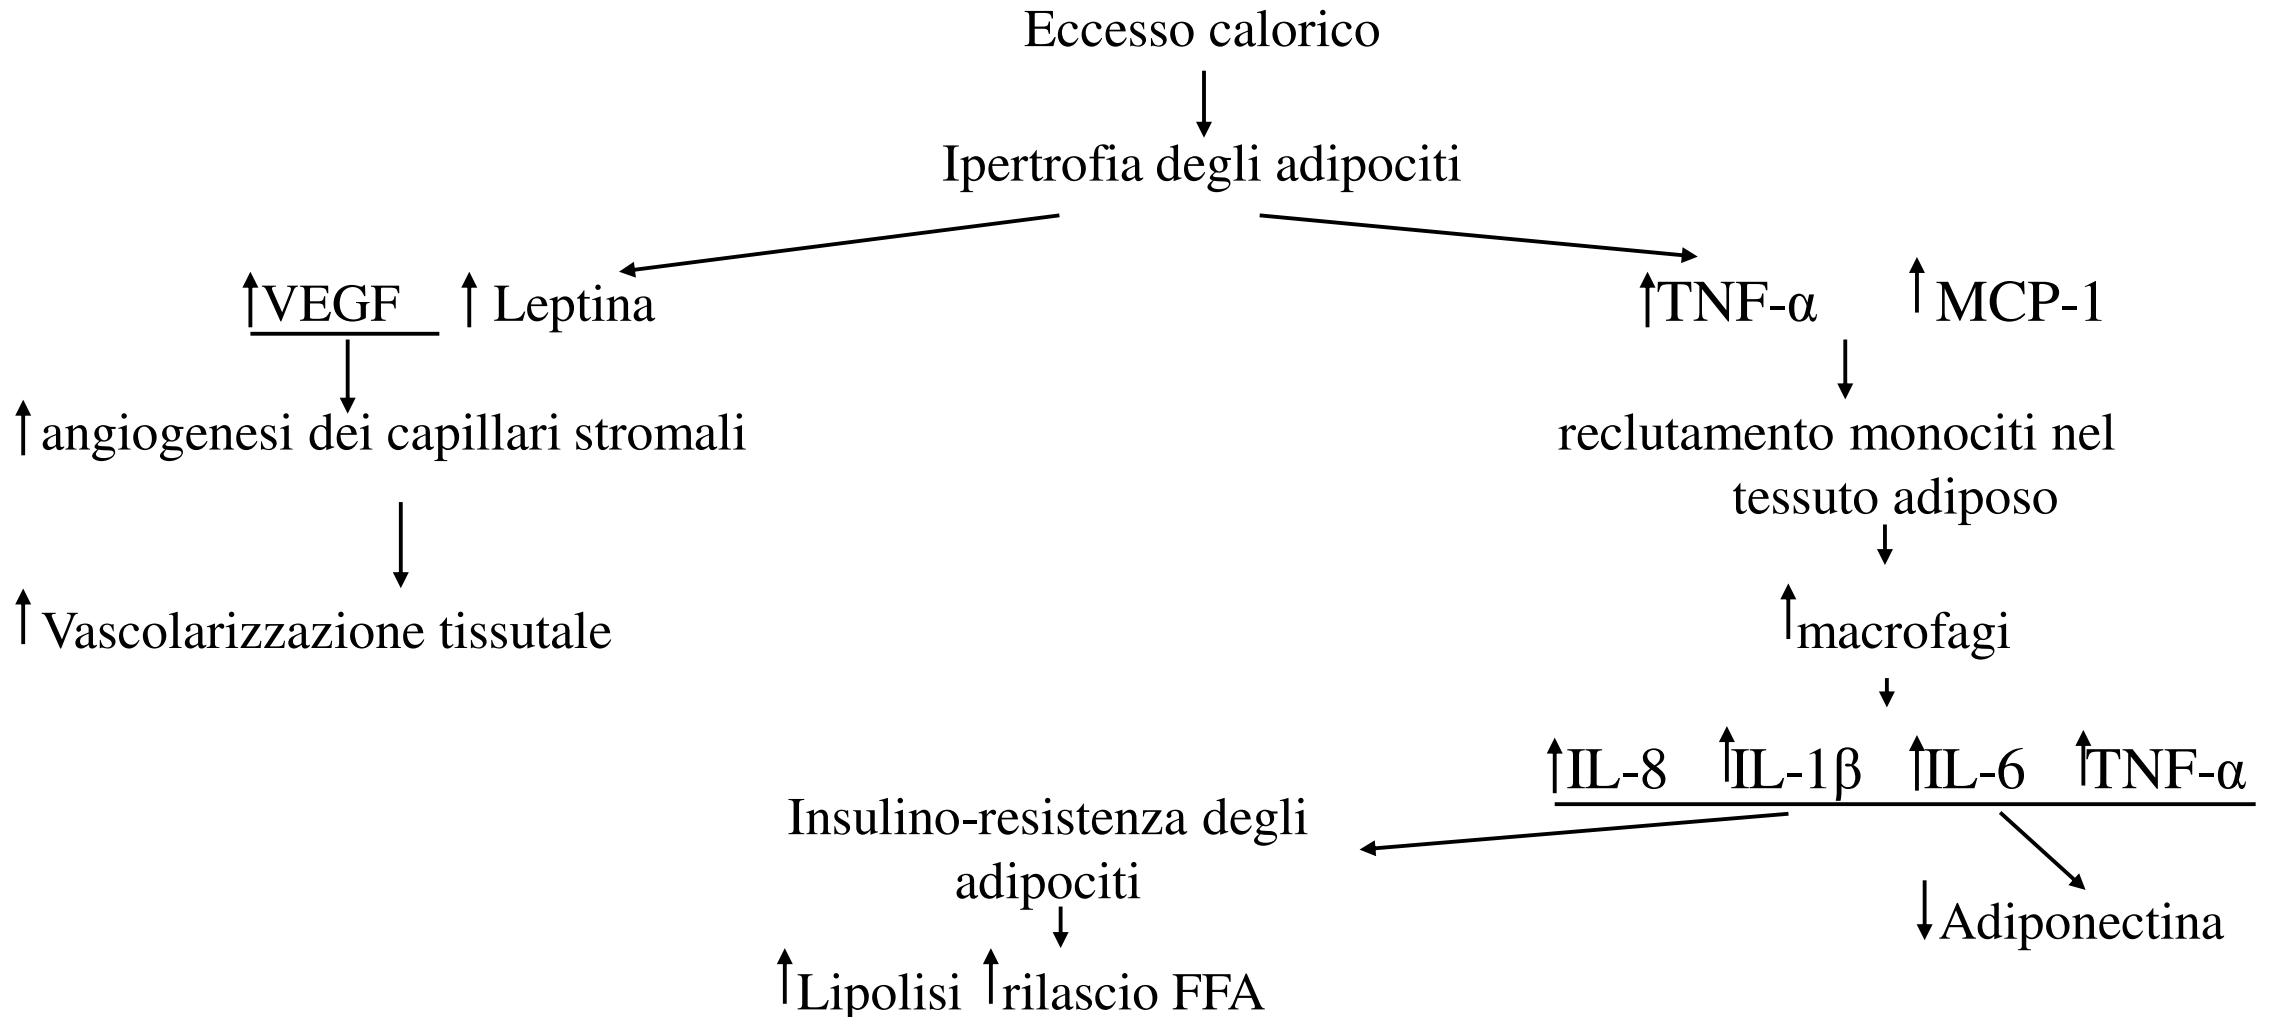 Eccesso calorico
Ipertrofia degli adipociti
VEGF Leptina
TNF-α MCP-1
angiogenesi dei capillari stromali
reclutamento monociti nel
tessuto adiposo
Vascolarizzazione tissutale
macrofagi
IL-8 IL-1β IL-6 TNF-α
Insulino-resistenza degli
adipociti
Adiponectina
Lipolisi rilascio FFA